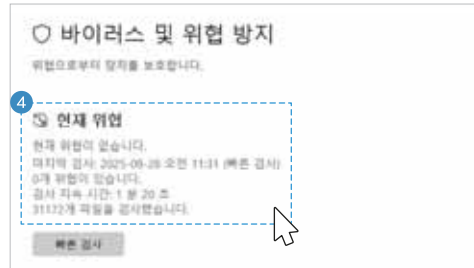 바이러스 및 위협 방지
위협으로부터 장치를 보호합니다.
4
현재 위협
현재 위협이 없습니다.
마지막 검사: 2025-08-28 오전 11:31 (빠른 검사)
0개 위협이 있습니다.
검사 지속 시간: 1 분 20 초
31172개 파일을 검사했습니다.
빠른 검사